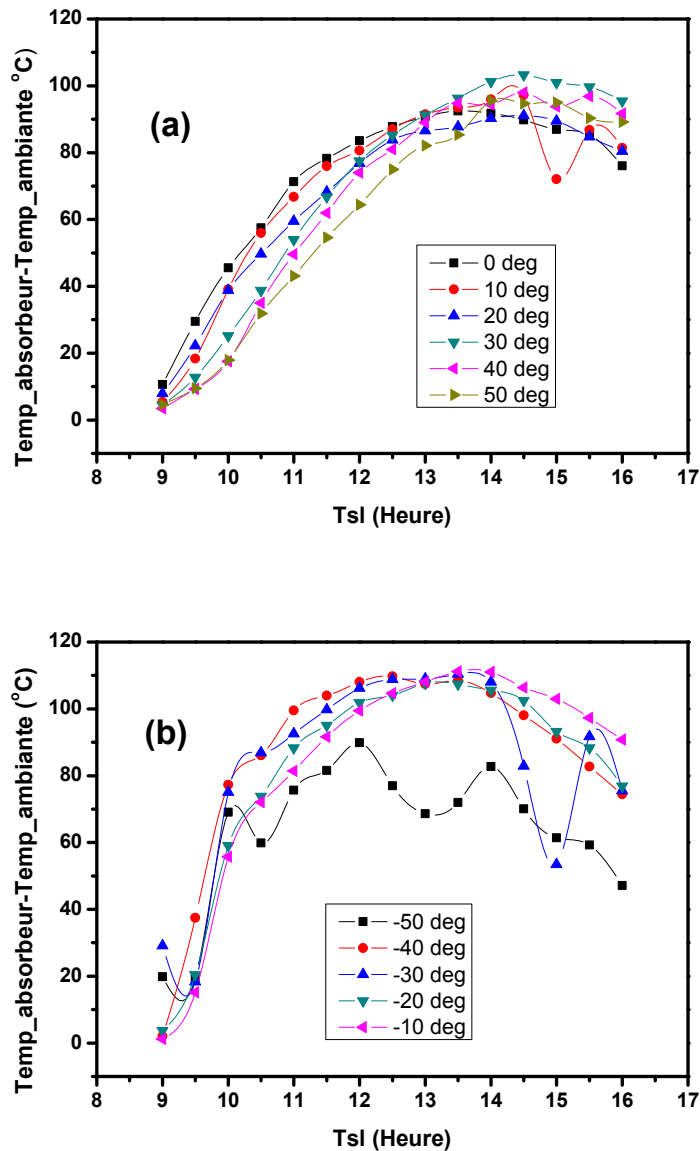 (a)
Temp_absorbeur-Temp_ambiante °C
120
100
80
60
40
20
0
0 deg
10 deg
20 deg
30 deg
40 deg
50 deg
8 9 10 11 12 13 14 15 16 17
Tsl (Heure)
(b)
Temp_absorbeur-Temp_ambiante (°C)
120
100
80
60
40
20
0
-50 deg
-40 deg
-30 deg
-20 deg
-10 deg
8 9 10 11 12 13 14 15 16 17
Tsl (Heure)